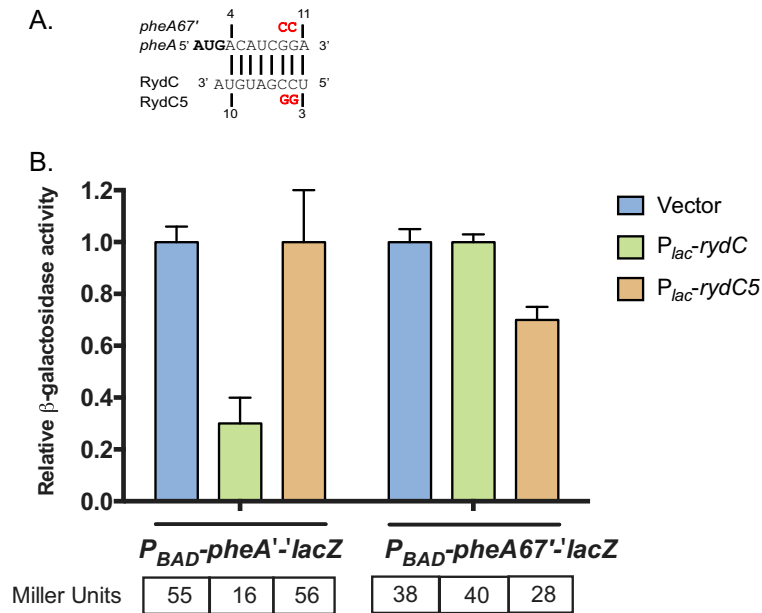 A.
4 CC 11
pheA67'
pheA 5' AUGACAUCGGA 3'
RydC 3' AUGUAGCCU 5'
RydC5 GG
10 3
B.
Relative β-galactosidase activity
1.2
1.0
0.8
0.6
0.4
0.2
0.0
Vector
Plac-rydC
Plac-rydC5
PBAD-pheA'-'lacZ PBAD-pheA67'-'lacZ
Miller Units 55 16 56 38 40 28